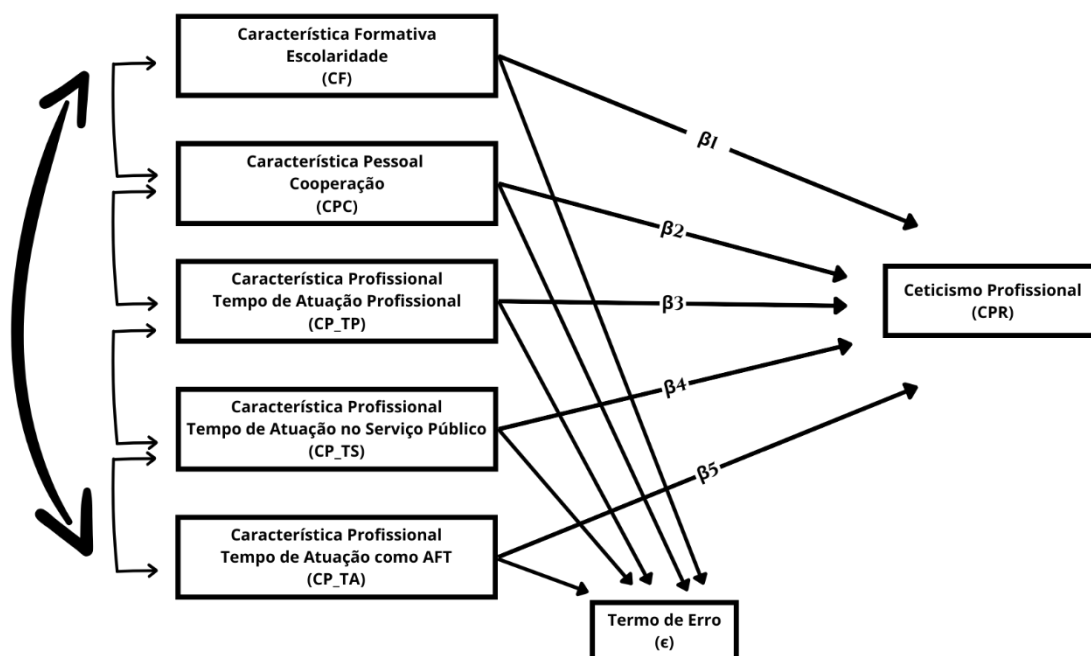 Característica Formativa
Escolaridade
(CF)
β1
Característica Pessoal
Cooperação
(CPC)
β2
Característica Profissional
Tempo de Atuação Profissional
(CP_TP)
β3
Ceticismo Profissional
(CPR)
Característica Profissional
Tempo de Atuação no Serviço Público
(CP_TS)
β4
Característica Profissional
Tempo de Atuação como AFT
(CP_TA)
β5
Termo de Erro
(ϵ)